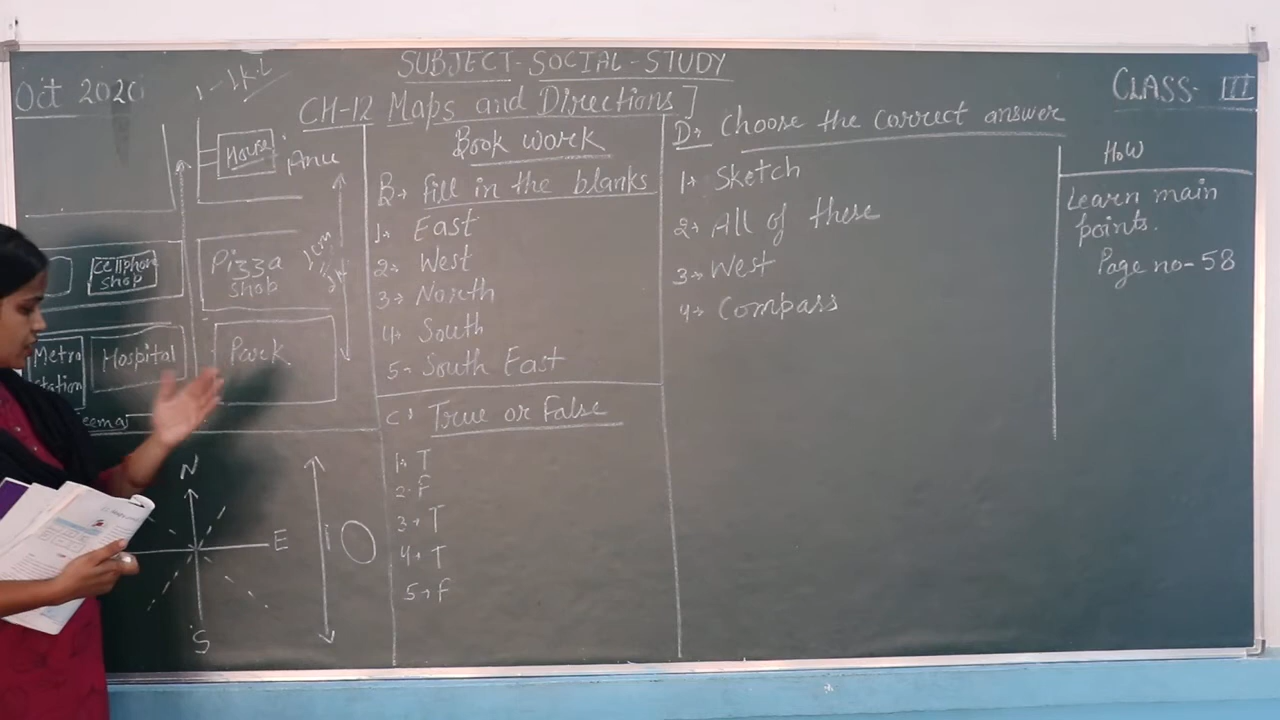 SUBJECT-SOCIAL-STUDY
Oct 2020
CLASS- III
CH-12 Maps and Directions]
House
Anu
cellphone shop
Pizza shop
Metro station
Hospital
Park
N
E
S
Book work
B→ fill in the blanks
1→ East
2→ West
3→ North
4→ South
5→ South East
C→ True or False
1→ T
2→ F
3→ T
4→ T
5→ F
D→ Choose the correct answer
1→ Sketch
2→ All of these
3→ West
4→ Compass
HoW
Learn main
points.
Page no-58